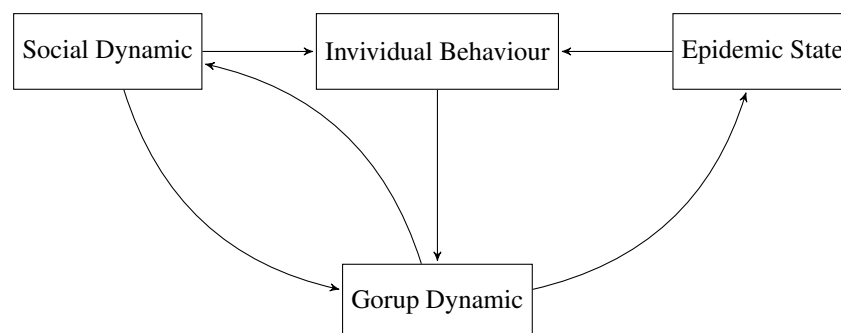 Social Dynamic
Invividual Behaviour
Epidemic State
Gorup Dynamic